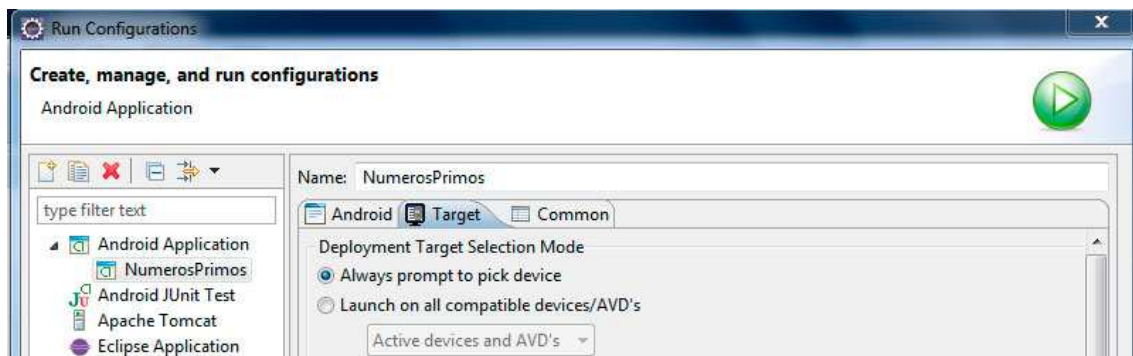 Run Configurations
Create, manage, and run configurations
Android Application
Name: NumerosPrimos
type filter text
Android Target Common
Android Application
NumerosPrimos
Android JUnit Test
Apache Tomcat
Eclipse Application
Deployment Target Selection Mode
Always prompt to pick device
Launch on all compatible devices/AVD's
Active devices and AVD's